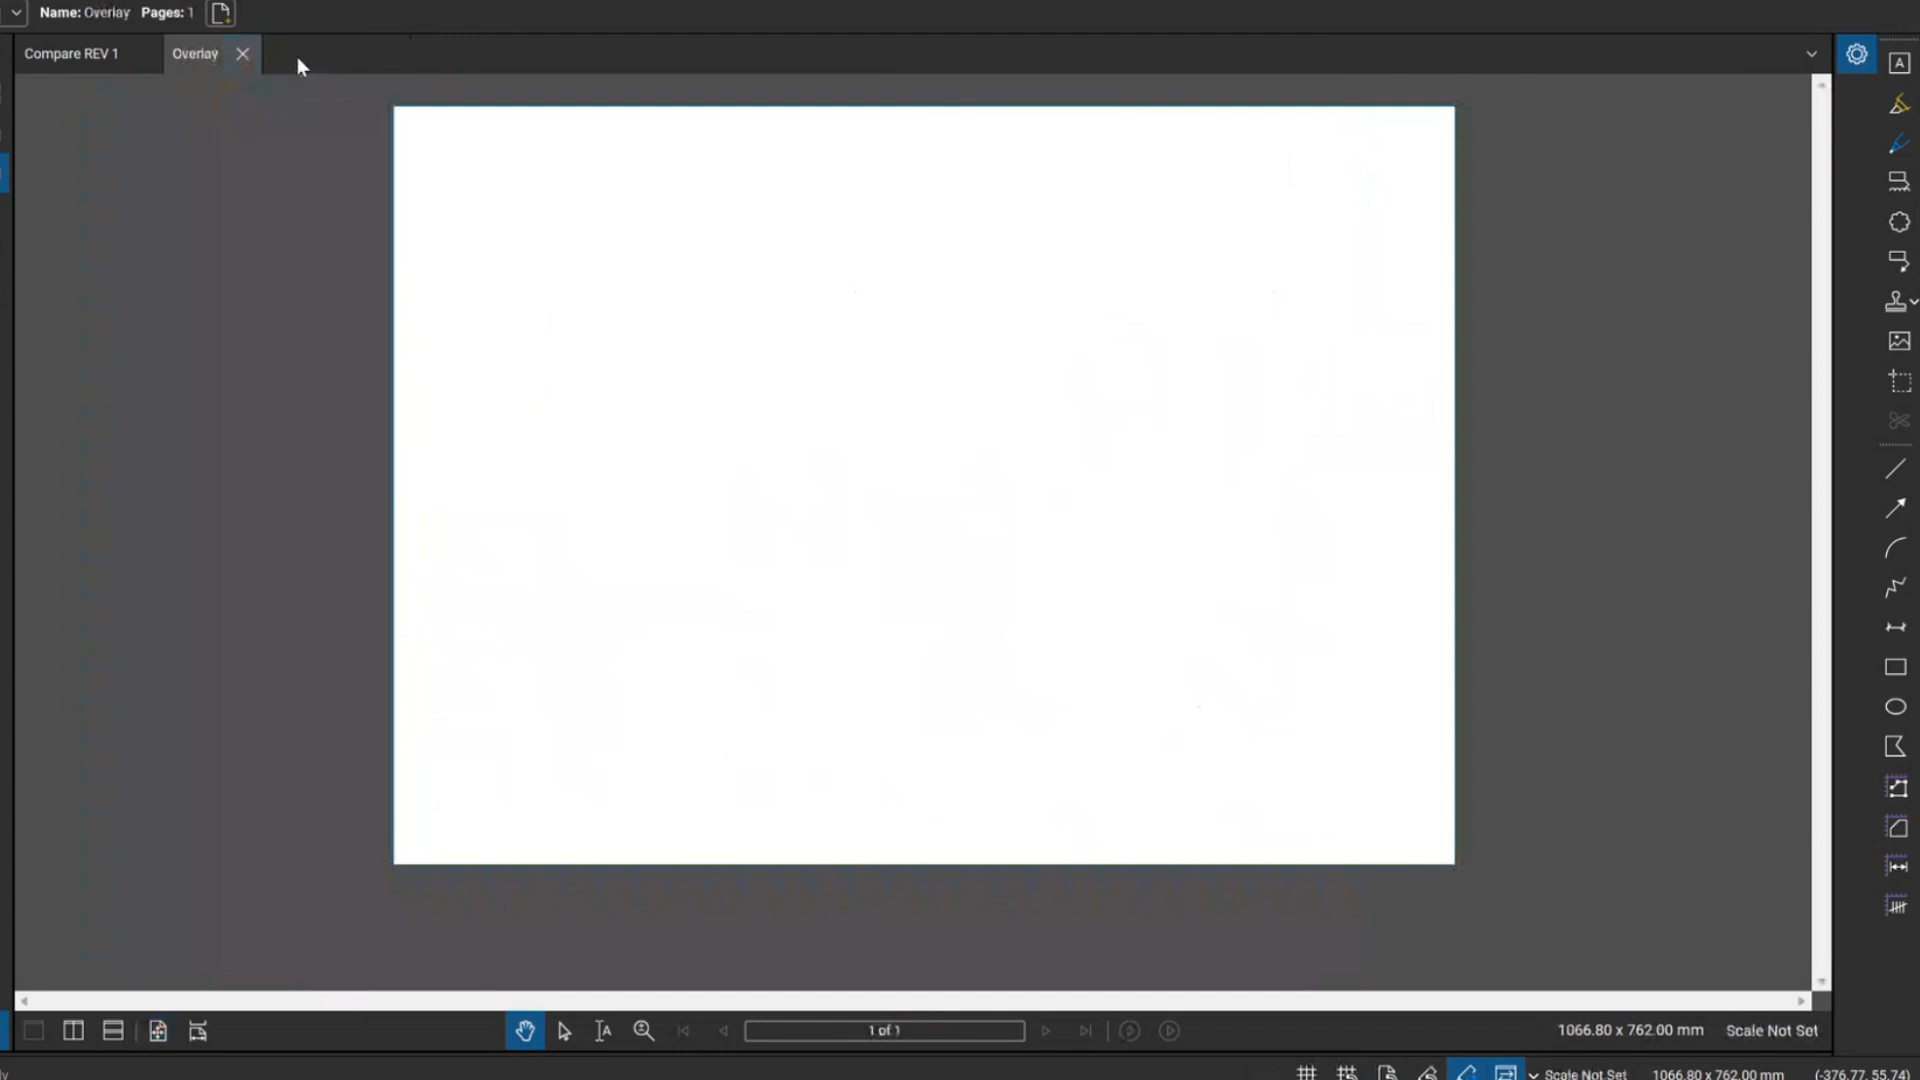 Name: Overlay Pages: 1
Compare REV 1
Overlay
1 of 1
1066.80 x 762.00 mm
Scale Not Set
Scale Not Set
1066.80 x 762.00 mm
(-376.77, 55.74)